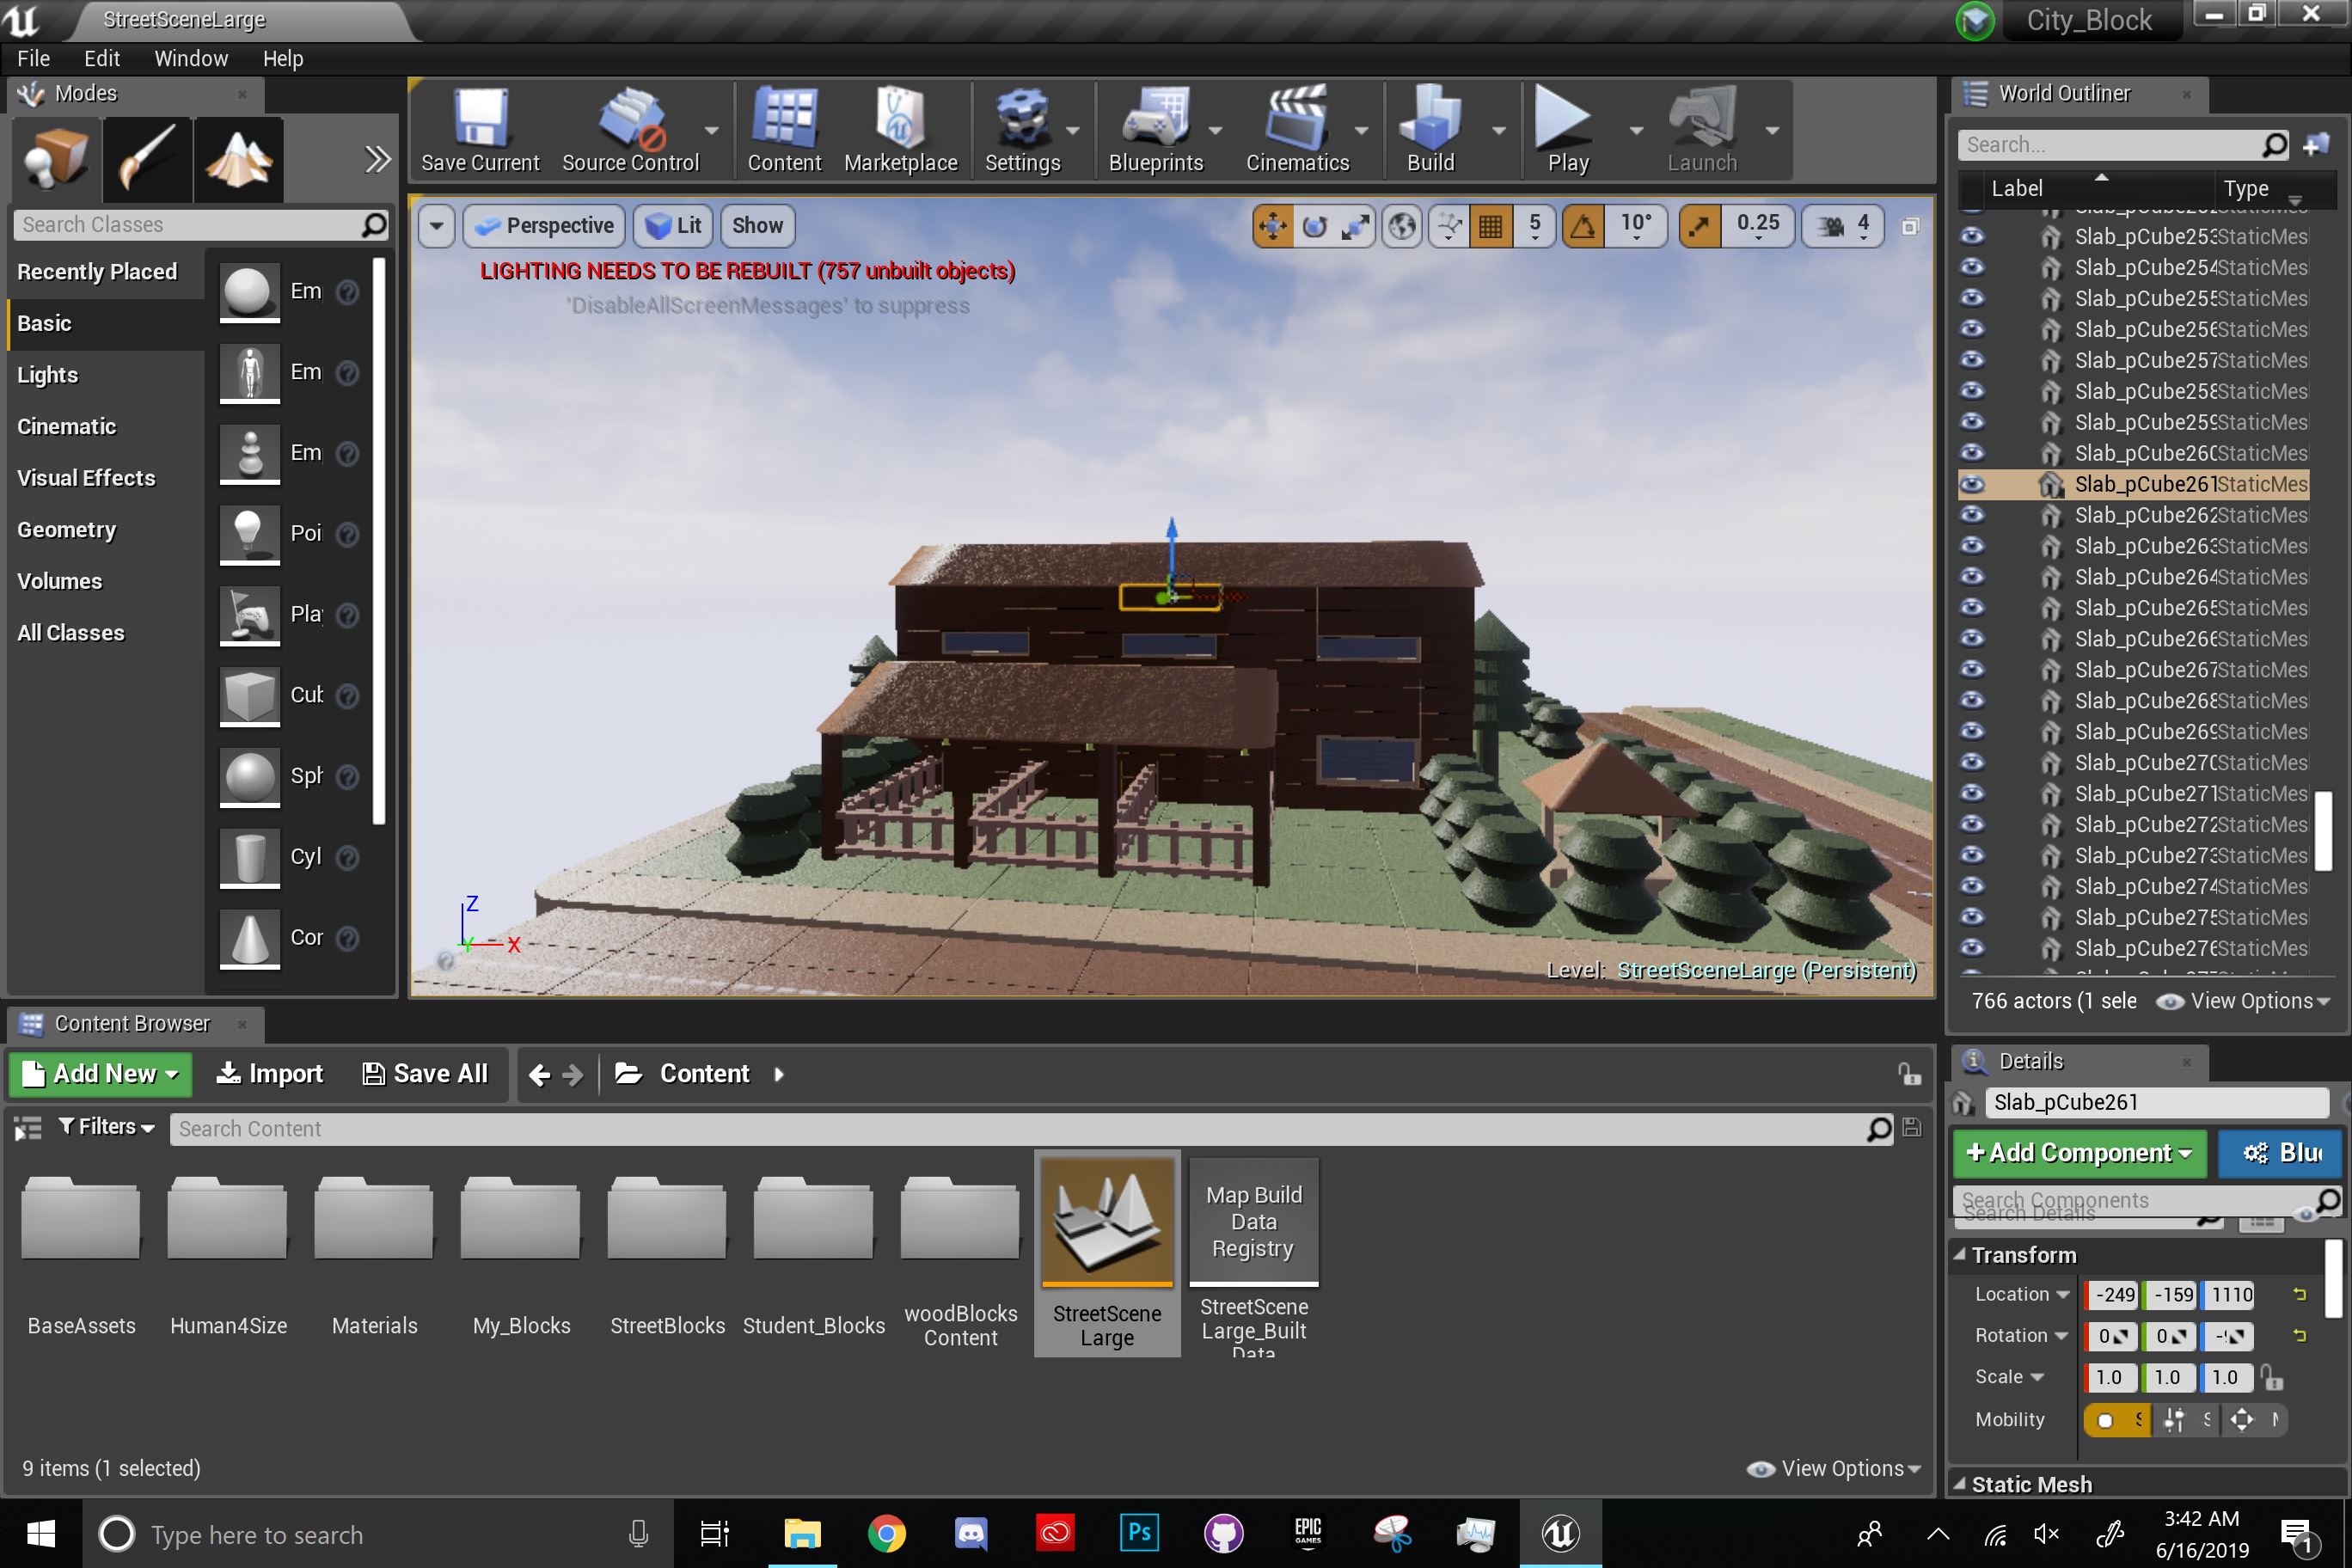 StreetSceneLarge
City_Block
File Edit Window Help
Modes
Save Current
Source Control
Content
Marketplace
Settings
Blueprints
Cinematics
Build
Play
Launch
World Outliner
Search...
Label Type
Search Classes
Recently Placed
Basic
Lights
Cinematic
Visual Effects
Geometry
Volumes
All Classes
Em
Em
Em
Poi
Pla
Cub
Sph
Cyl
Cor
Perspective
Lit
Show
5
10°
0.25
4
LIGHTING NEEDS TO BE REBUILT (757 unbuilt objects)
'DisableAllScreenMessages' to suppress
Z
Y
X
Level: StreetSceneLarge (Persistent)
Slab_pCube253 StaticMes
Slab_pCube254 StaticMes
Slab_pCube255 StaticMes
Slab_pCube256 StaticMes
Slab_pCube257 StaticMes
Slab_pCube258 StaticMes
Slab_pCube259 StaticMes
Slab_pCube260 StaticMes
Slab_pCube261 StaticMes
Slab_pCube262 StaticMes
Slab_pCube263 StaticMes
Slab_pCube264 StaticMes
Slab_pCube265 StaticMes
Slab_pCube266 StaticMes
Slab_pCube267 StaticMes
Slab_pCube268 StaticMes
Slab_pCube269 StaticMes
Slab_pCube270 StaticMes
Slab_pCube271 StaticMes
Slab_pCube272 StaticMes
Slab_pCube273 StaticMes
Slab_pCube274 StaticMes
Slab_pCube275 StaticMes
Slab_pCube276 StaticMes
766 actors (1 sele
View Options
Content Browser
Add New
Import
Save All
Content
Filters
Search Content
BaseAssets
Human4Size
Materials
My_Blocks
StreetBlocks
Student_Blocks
woodBlocks
Content
StreetScene
Large
Map Build
Data
Registry
StreetScene
Large_Built
Data
9 items (1 selected)
View Options
Details
Slab_pCube261
+Add Component
Blu
Search Components
Search Details
Transform
Location -249 -159 1110
Rotation 0 0
Scale 1.0 1.0 1.0
Mobility
Static Mesh
Type here to search
Ps
EPIC
GAMES
3:42 AM
6/16/2019
1